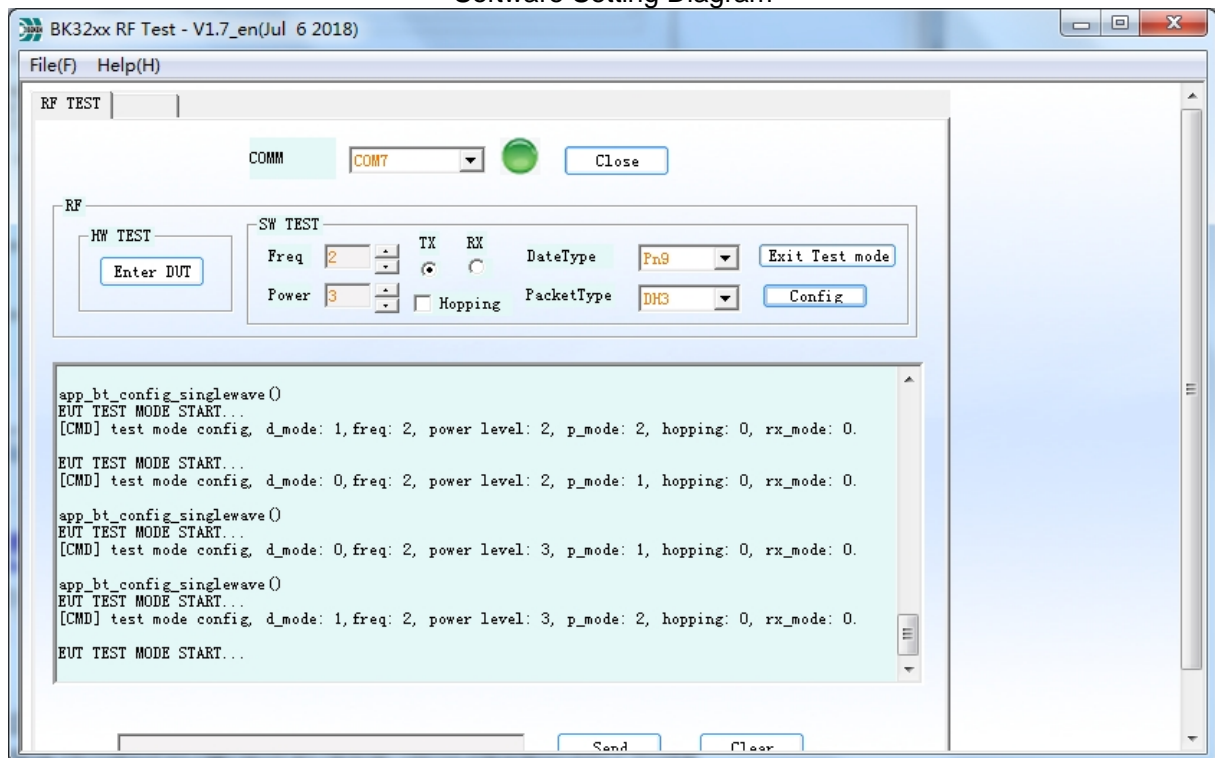 Software Setting Diagram
BK32xx RF Test - V1.7_en(Jul 6 2018)
File(F) Help(H)
RF TEST
COMM COM7 Close
RF
HW TEST SW TEST
Freq 2 TX RX DateType Pn9 Exit Test mode
Enter DUT
Power 3 Hopping PacketType DH3 Config
app_bt_config_singlewave()
EUT TEST MODE START...
[CMD] test mode config, d_mode: 1, freq: 2, power level: 2, p_mode: 2, hopping: 0, rx_mode: 0.
EUT TEST MODE START...
[CMD] test mode config, d_mode: 0, freq: 2, power level: 2, p_mode: 1, hopping: 0, rx_mode: 0.
app_bt_config_singlewave()
EUT TEST MODE START...
[CMD] test mode config, d_mode: 0, freq: 2, power level: 3, p_mode: 1, hopping: 0, rx_mode: 0.
app_bt_config_singlewave()
EUT TEST MODE START...
[CMD] test mode config, d_mode: 1, freq: 2, power level: 3, p_mode: 2, hopping: 0, rx_mode: 0.
EUT TEST MODE START...
Send Clear